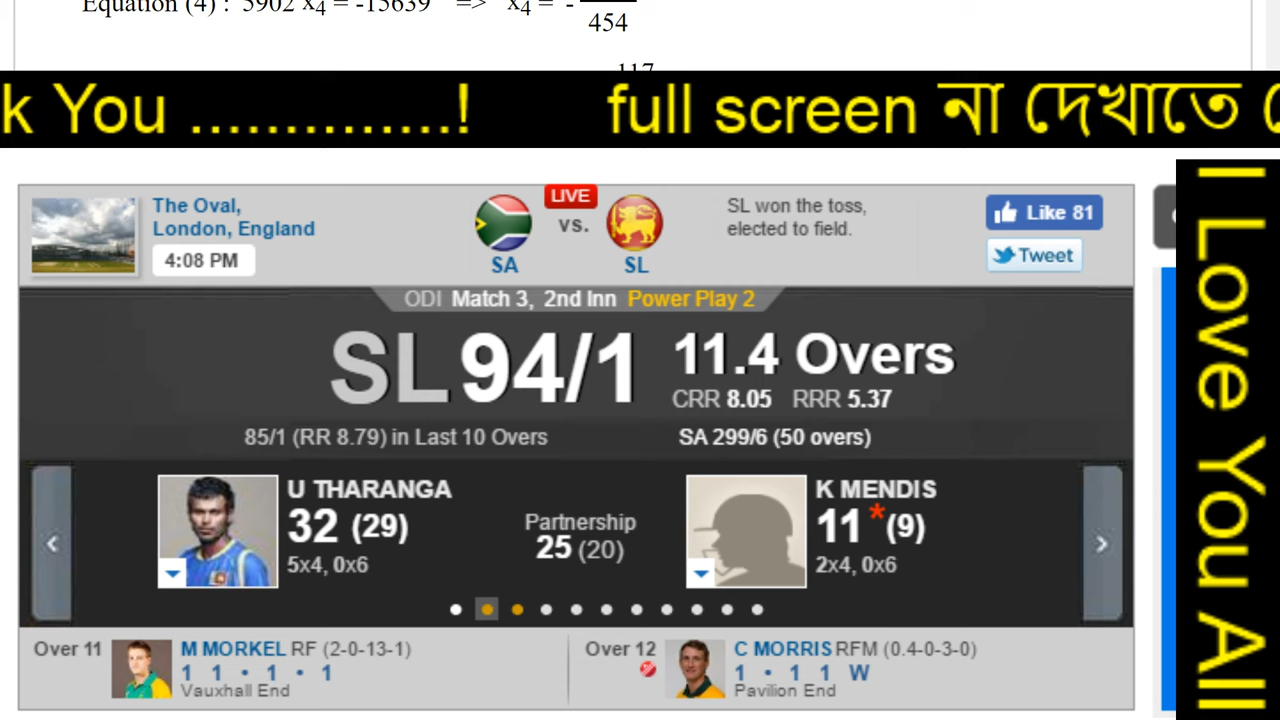 Equation (4) : 5902 x4 = -15639 => x4 = -
454
117
k You ..............! full screen না দেখাতে
The Oval,
London, England
4:08 PM
SA
LIVE
vs.
SL
SL won the toss,
elected to field.
Like 81
Tweet
ODI Match 3, 2nd Inn Power Play 2
SL 94/1
11.4 Overs
CRR 8.05 RRR 5.37
85/1 (RR 8.79) in Last 10 Overs
SA 299/6 (50 overs)
U THARANGA
32 (29)
5x4, 0x6
Partnership
25 (20)
K MENDIS
11*(9)
2x4, 0x6
Over 11
M MORKEL RF (2-0-13-1)
1 1 • 1 • 1
Vauxhall End
Over 12
C MORRIS RFM (0.4-0-3-0)
1 • 1 1 W
Pavilion End
I Love You All